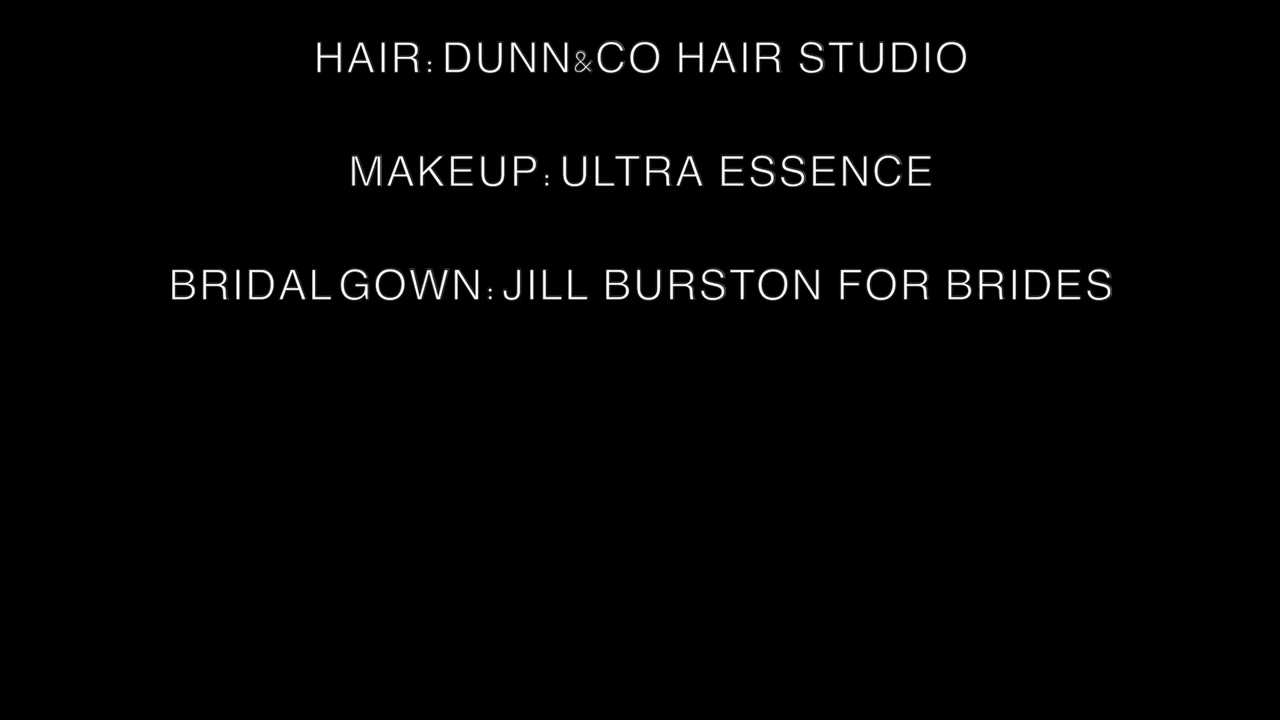 HAIR: DUNN&CO HAIR STUDIO
MAKEUP: ULTRA ESSENCE
BRIDAL GOWN: JILL BURSTON FOR BRIDES